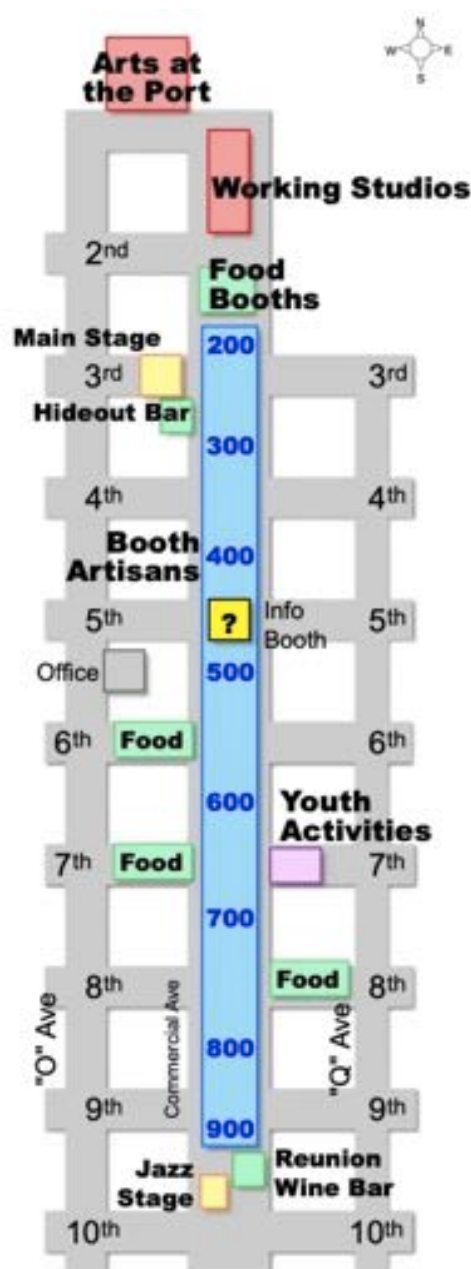 N
W E
S
Arts at
the Port
Working Studios
2nd
Food
Booths
200
Main Stage
3rd
3rd
Hideout Bar
300
4th
4th
400
Booth
Artisans
5th
?
Info
Booth
5th
Office
500
6th
Food
6th
600
Youth
Activities
7th
Food
7th
700
8th
Food
8th
"O" Ave
Commercial Ave
"Q" Ave
800
9th
9th
900
Jazz
Stage
Reunion
Wine Bar
10th
10th